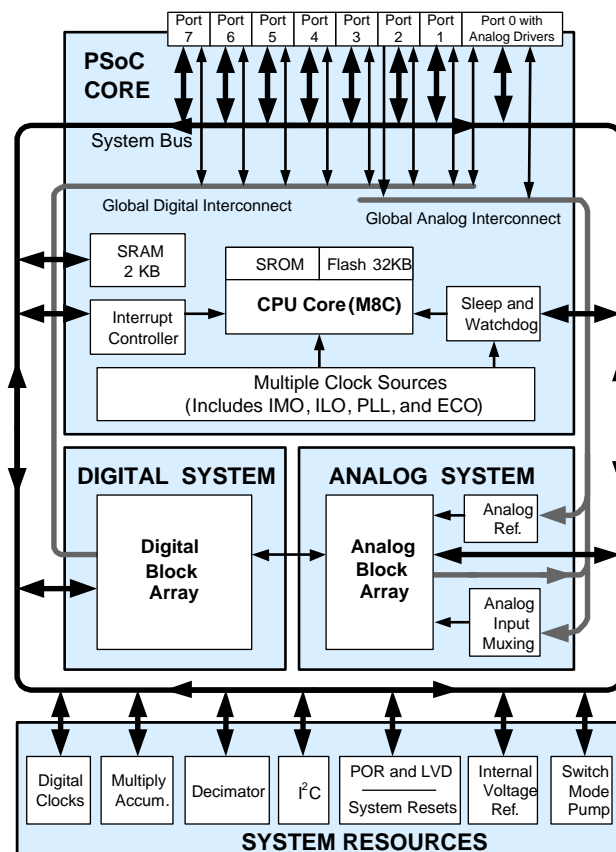 Port 7
Port 6
Port 5
Port 4
Port 3
Port 2
Port 1
Port 0 with
Analog Drivers
PSoC
CORE
System Bus
Global Digital Interconnect
Global Analog Interconnect
SRAM
2 KB
SROM
Flash 32KB
CPU Core (M8C)
Interrupt
Controller
Sleep and
Watchdog
Multiple Clock Sources
(Includes IMO, ILO, PLL, and ECO)
DIGITAL SYSTEM
ANALOG SYSTEM
Digital
Block
Array
Analog
Block
Array
Analog
Ref.
Analog
Input
Muxing
Digital
Clocks
Multiply
Accum.
Decimator
I²C
POR and LVD
System Resets
Internal
Voltage
Ref.
Switch
Mode
Pump
SYSTEM RESOURCES